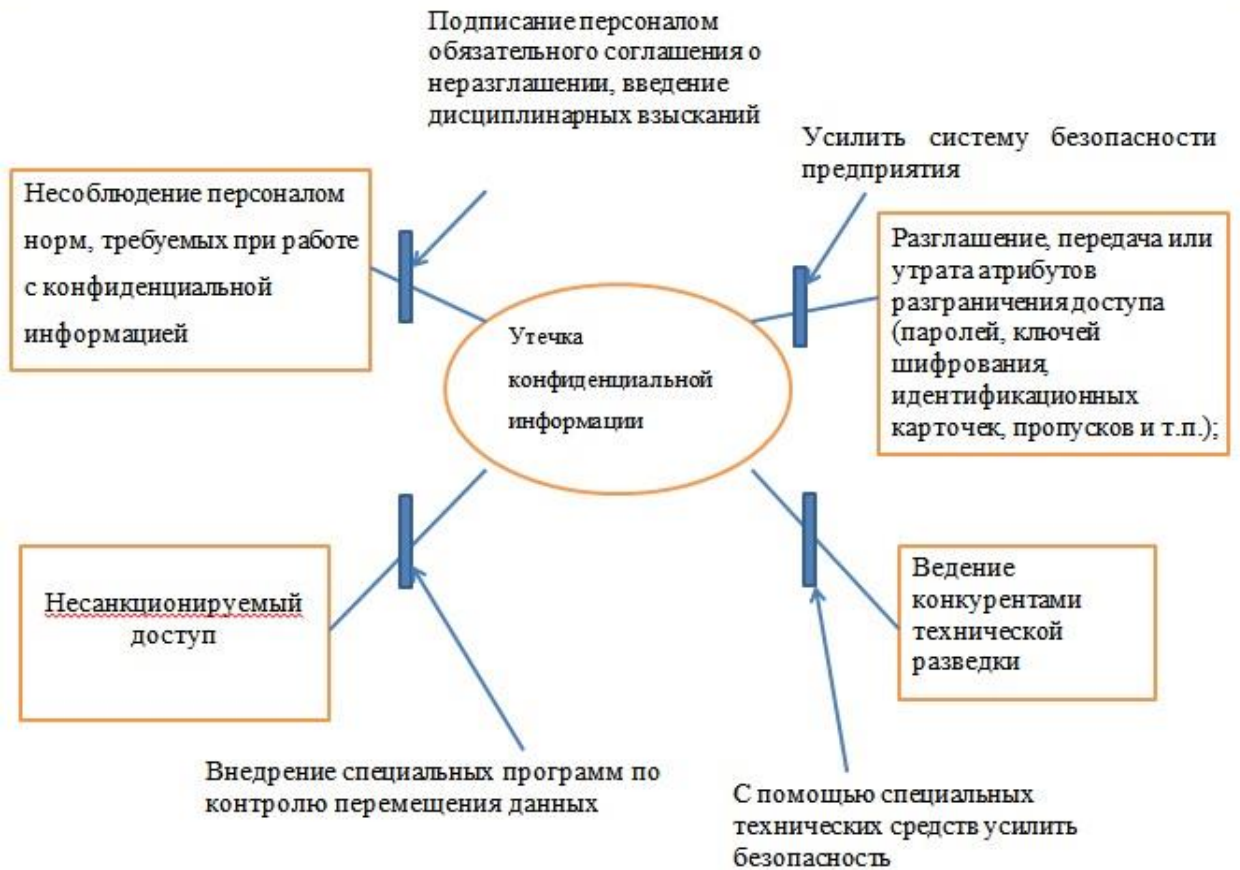 Подписание персоналом
обязательного соглашения о
неразглашении, введение
дисциплинарных взысканий
Усилить систему безопасности
предприятия
Несоблюдение персоналом
норм, требуемых при работе
с конфиденциальной
информацией
Разглашение, передача или
утрата атрибутов
разграничения доступа
(паролей, ключей
шифрования,
идентификационных
карточек, пропусков и т.п.);
Утечка
конфиденциальной
информации
Несанкционируемый
доступ
Ведение
конкурентами
технической
разведки
Внедрение специальных программ по
контролю перемещения данных
С помощью специальных
технических средств усилить
безопасность